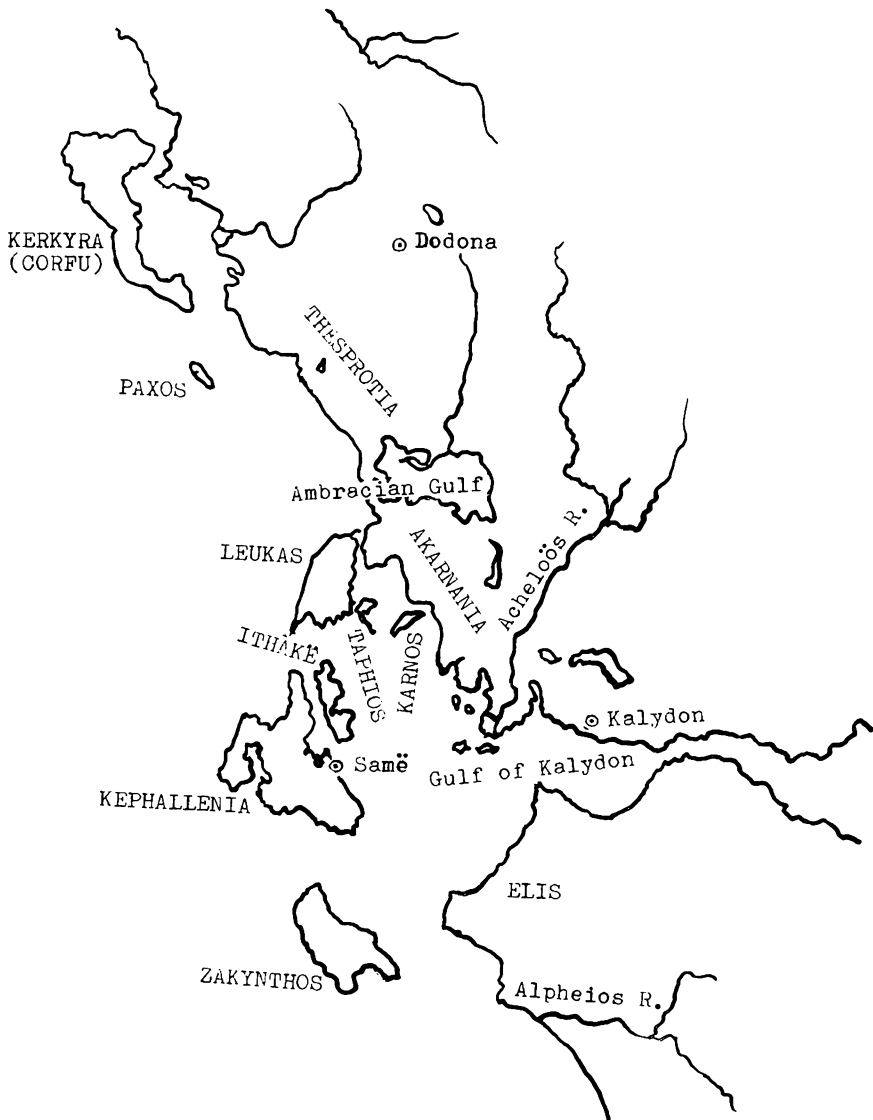 Dodona
KERKYRA
(CORFU)
THESPROTIA
PAXOS
Ambracian Gulf
LEUKAS
AKARNANIA
Acheloös R.
ITHAKË
TAPHIOS
KARNOS
Kalydon
Samë
Gulf of Kalydon
KEPHALLENIA
ELIS
ZAKYNTHOS
Alpheios R.